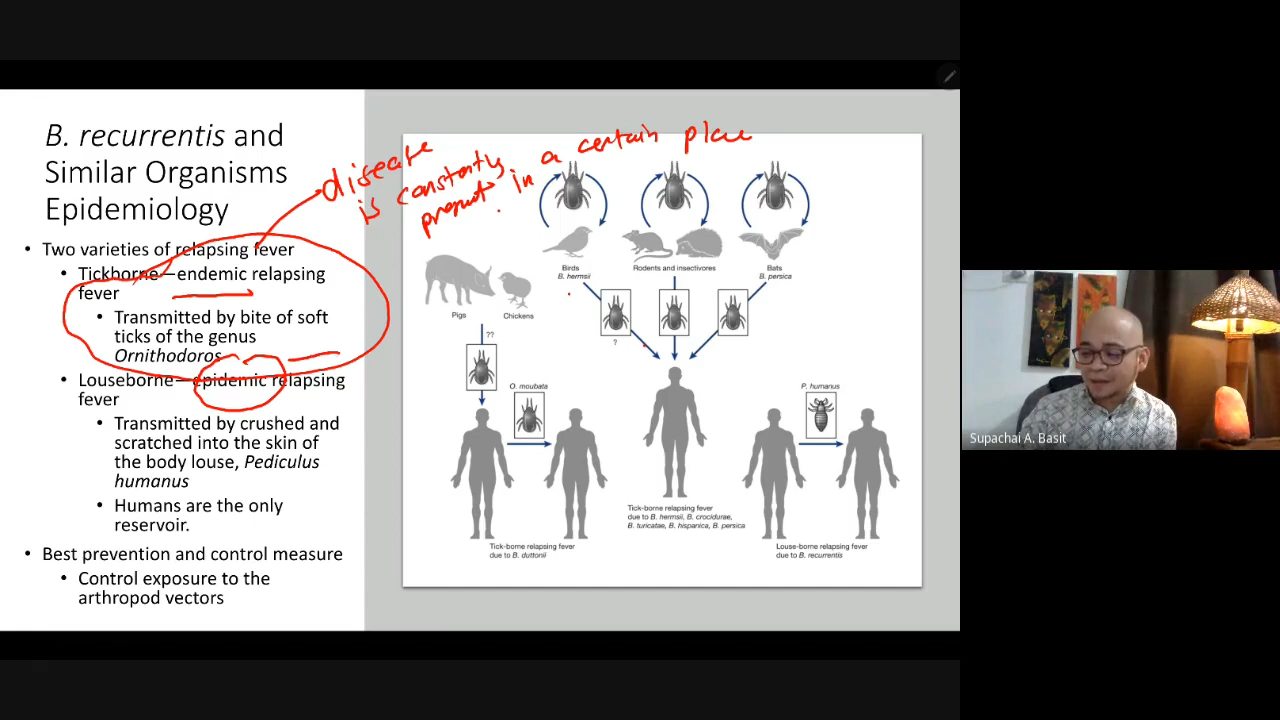 B. recurrentis and
Similar Organisms
Epidemiology
• Two varieties of relapsing fever
• Tickborne—endemic relapsing
fever
• Transmitted by bite of soft
ticks of the genus
Ornithodoros
• Louseborne—epidemic relapsing
fever
• Transmitted by crushed and
scratched into the skin of
the body louse, Pediculus
humanus
• Humans are the only
reservoir.
• Best prevention and control measure
• Control exposure to the
arthropod vectors
disease
is constantly
present in
a certain place
Birds
B. hermsii
Rodents and insectivores
Bats
B. persica
Pigs
Chickens
??
?
O. moubata
P. humanus
Tick-borne relapsing fever
due to B. duttonii
Tick-borne relapsing fever
due to B. hermsii, B. crocidurae,
B. turicatae, B. hispanica, B. persica
Louse-borne relapsing fever
due to B. recurrentis
Supachai A. Basit